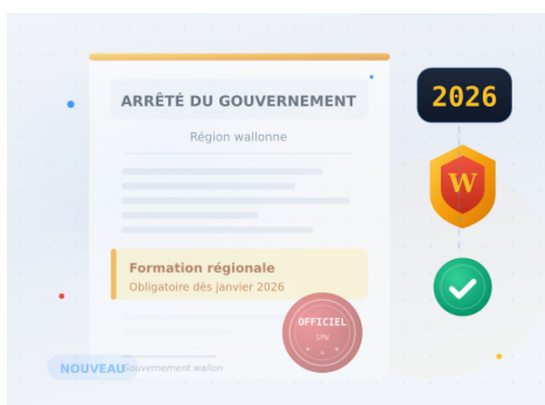 ARRÊTÉ DU GOUVERNEMENT
Région wallonne
Formation régionale
Obligatoire dès janvier 2026
OFFICIEL
SPW
NOUVEAU
Gouvernement wallon
2026
W